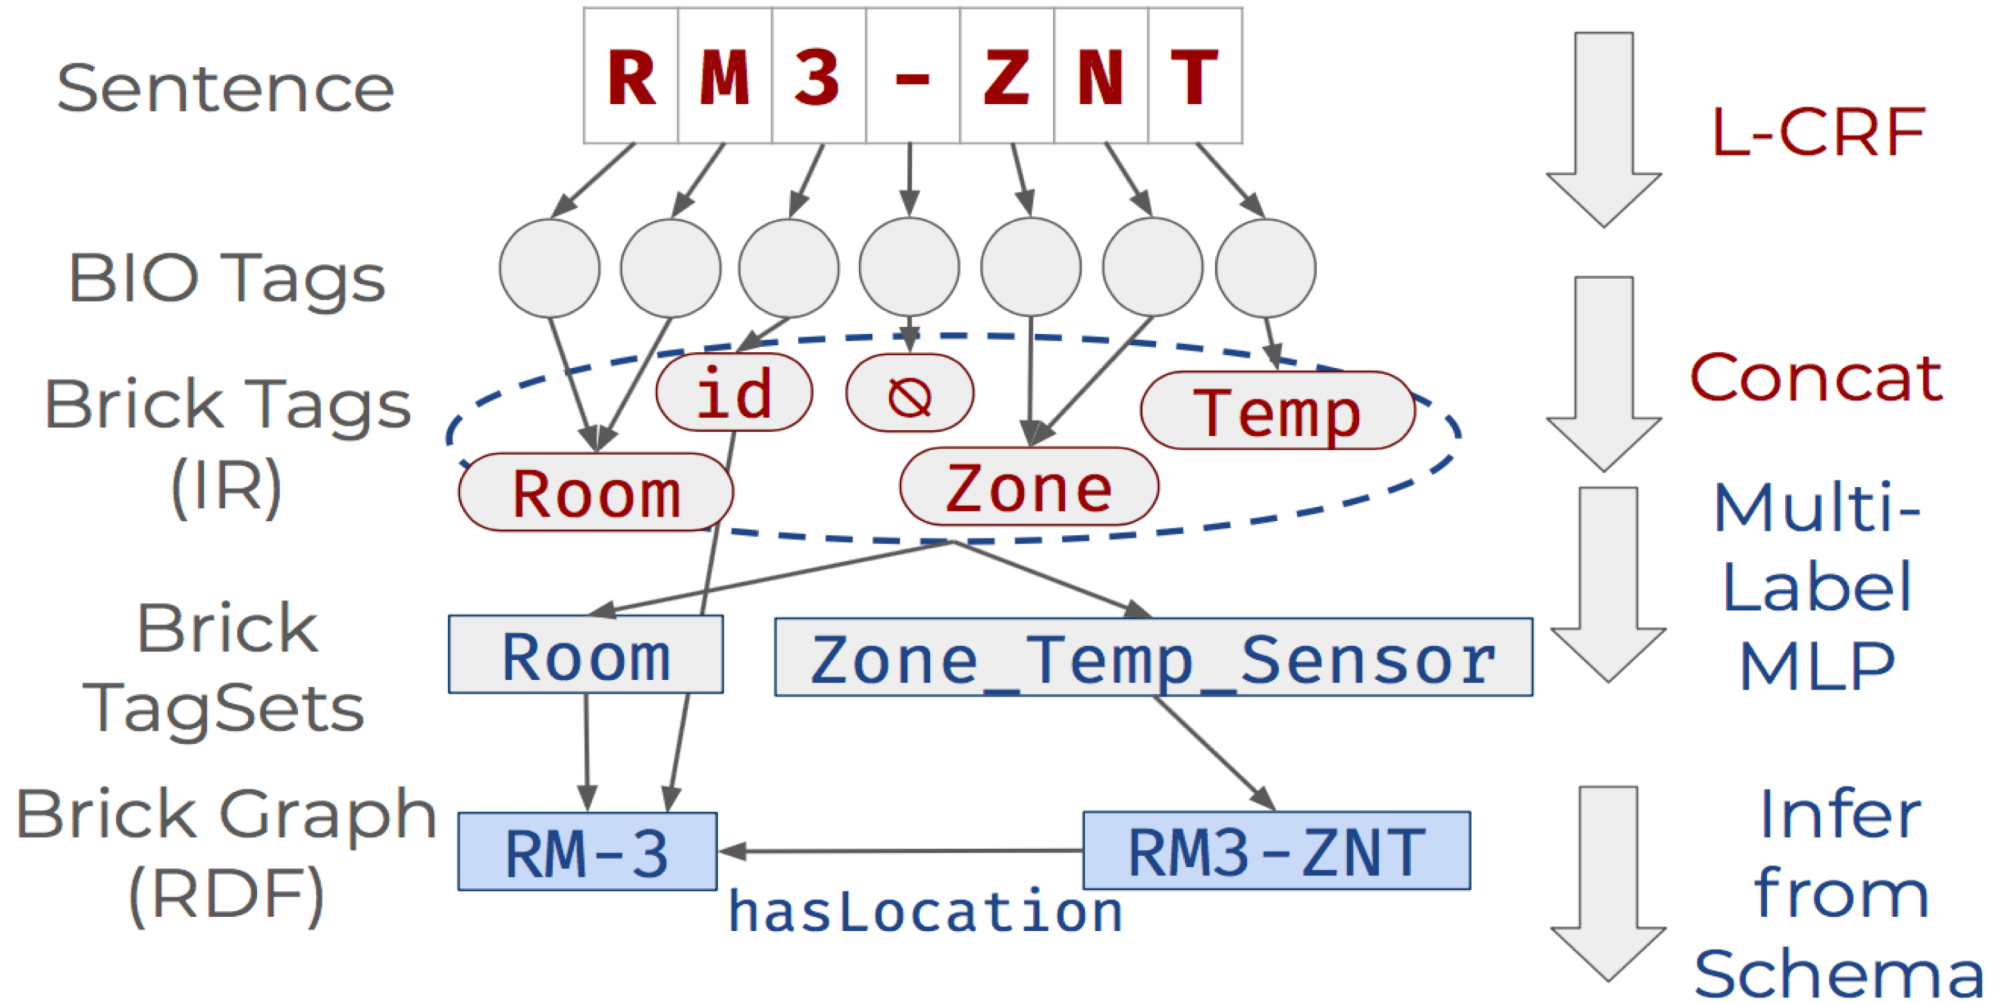 Sentence
R M 3 - Z N T
L-CRF
BIO Tags
Brick Tags
(IR)
id
∅
Temp
Room
Zone
Concat
Multi-
Label
MLP
Brick
TagSets
Room
Zone_Temp_Sensor
Brick Graph
(RDF)
RM-3
RM3-ZNT
hasLocation
Infer
from
Schema